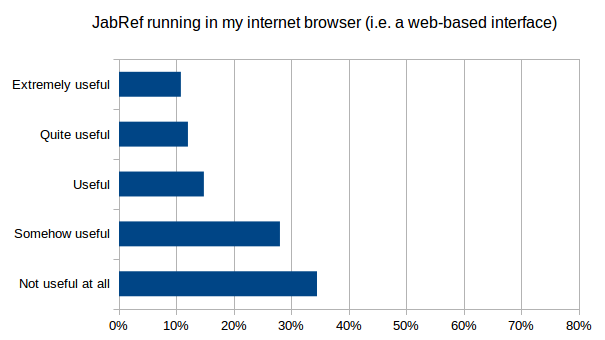 JabRef running in my internet browser (i.e. a web-based interface)
Extremely useful
Quite useful
Useful
Somehow useful
Not useful at all
0% 10% 20% 30% 40% 50% 60% 70% 80%